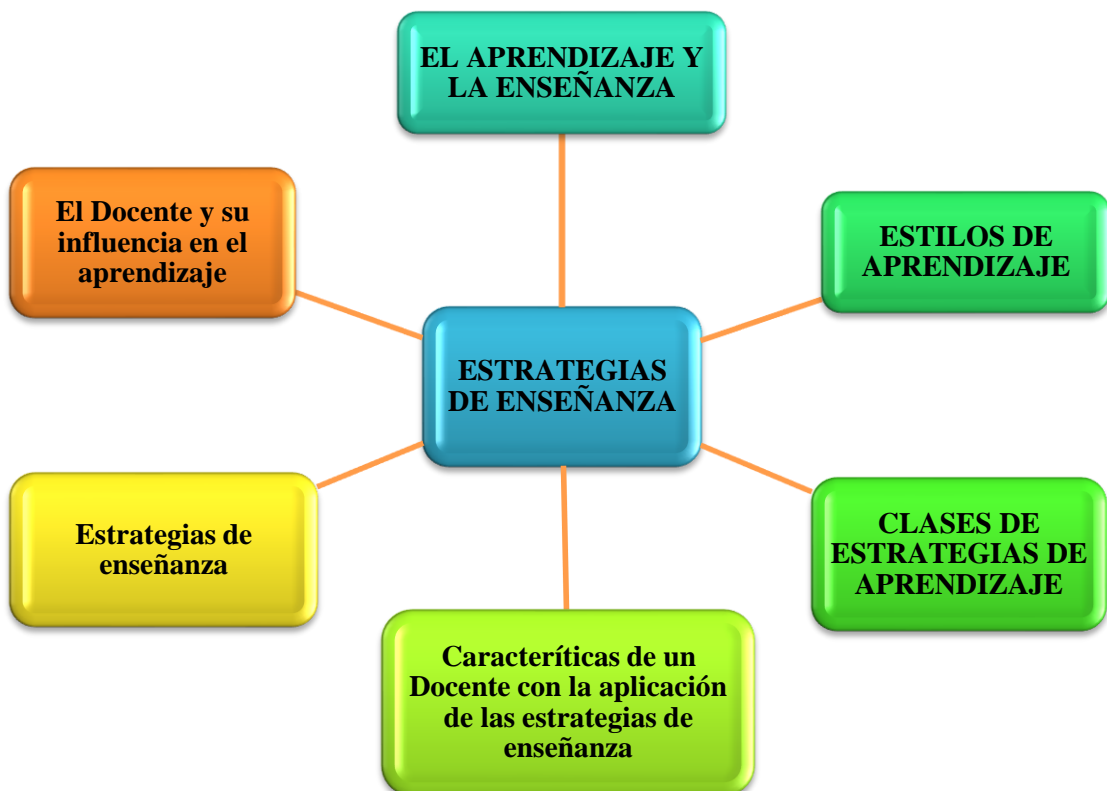 EL APRENDIZAJE Y
LA ENSEÑANZA
El Docente y su
influencia en el
aprendizaje
ESTILOS DE
APRENDIZAJE
ESTRATEGIAS
DE ENSEÑANZA
Estrategias de
enseñanza
CLASES DE
ESTRATEGIAS DE
APRENDIZAJE
Caracteríticas de un
Docente con la aplicación
de las estrategias de
enseñanza